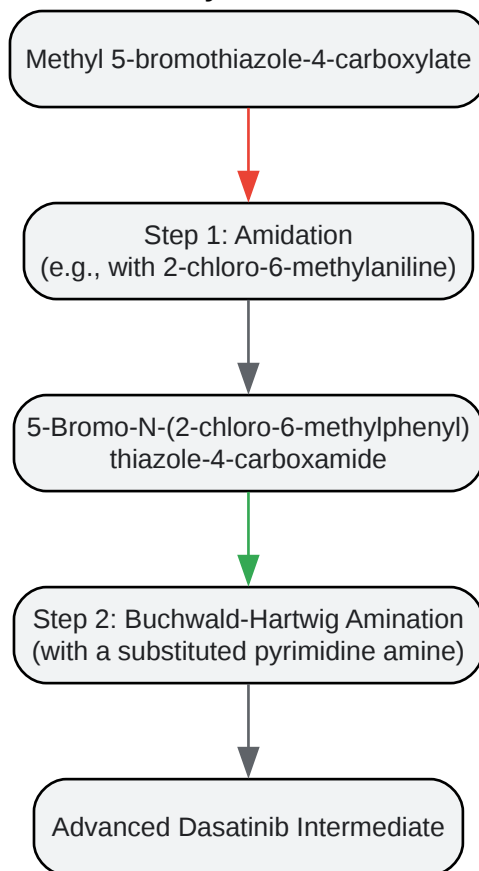 Methyl 5-bromothiazole-4-carboxylate
Step 1: Amidation
(e.g., with 2-chloro-6-methylaniline)
5-Bromo-N-(2-chloro-6-methylphenyl)
thiazole-4-carboxamide
Step 2: Buchwald-Hartwig Amination
(with a substituted pyrimidine amine)
Advanced Dasatinib Intermediate